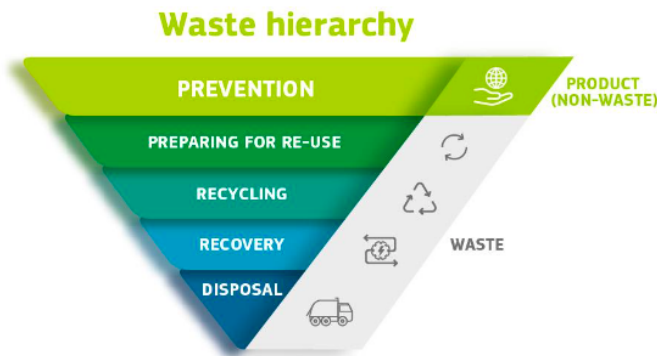 Waste hierarchy
PREVENTION
PRODUCT
(NON-WASTE)
PREPARING FOR RE-USE
RECYCLING
RECOVERY
WASTE
DISPOSAL